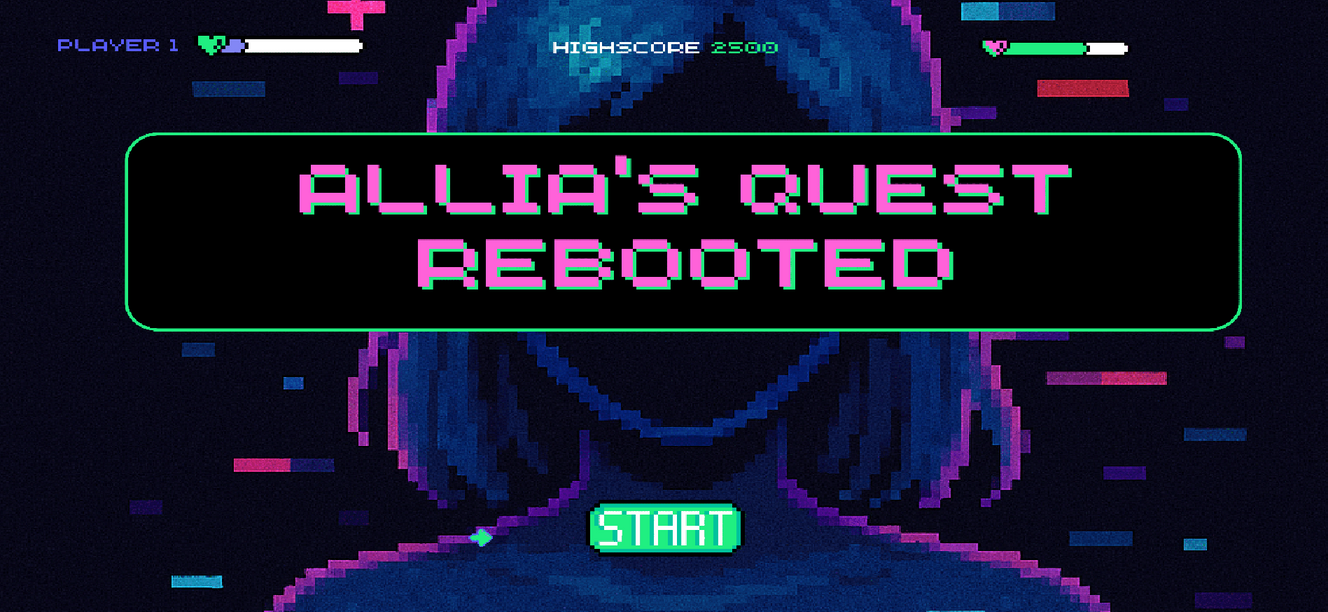 PLAYER 1
HIGHSCORE 2500
ALLIA'S QUEST
REBOOTED
START